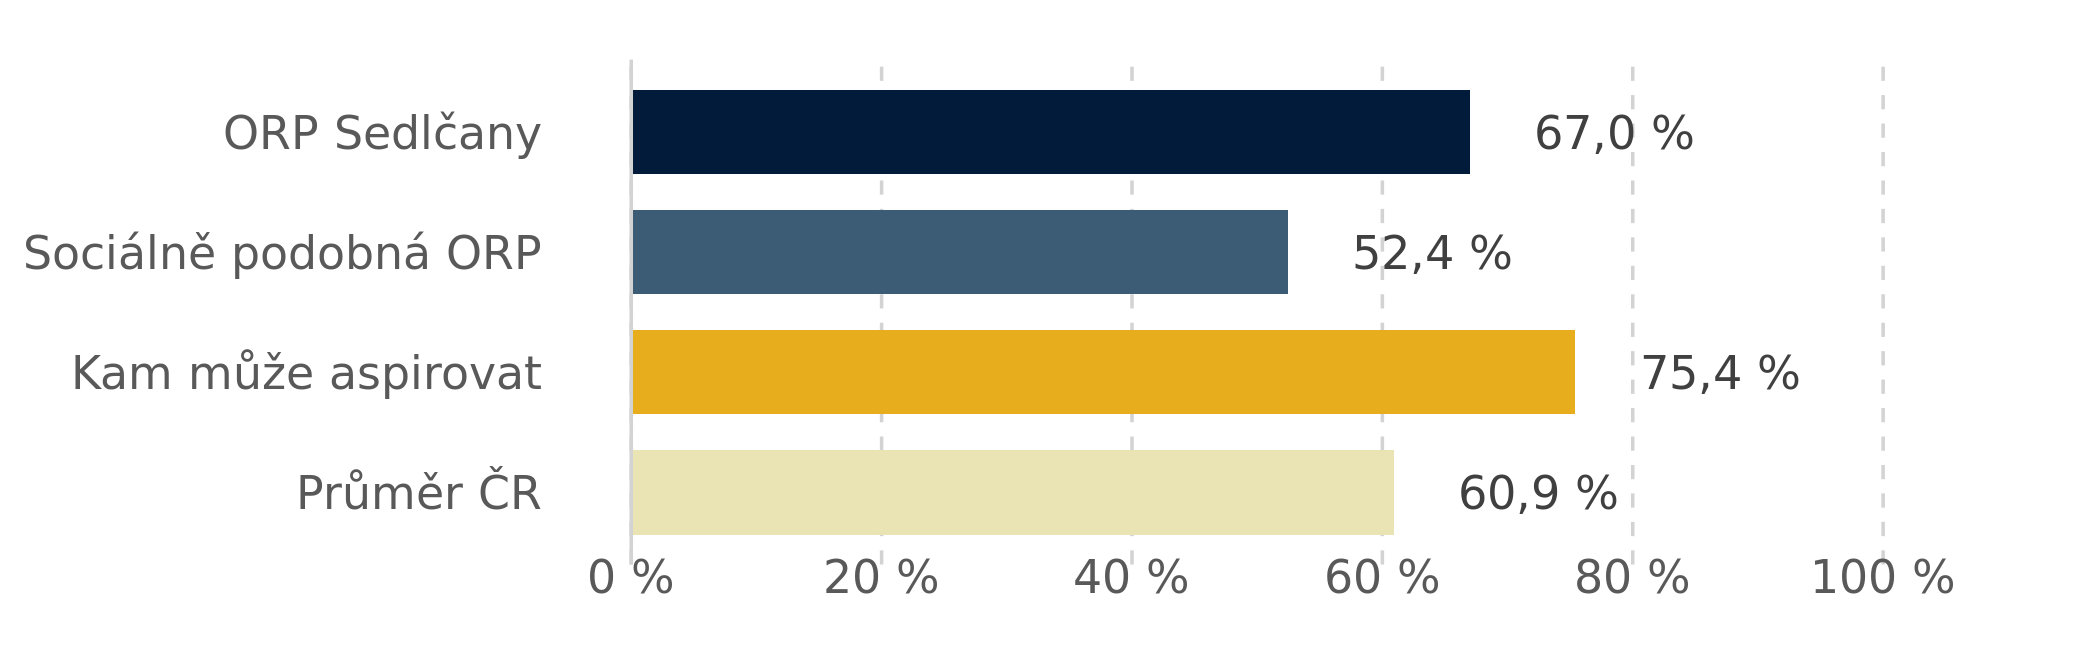 ORP Sedlčany
67,0 %
Sociálně podobná ORP
52,4 %
Kam může aspirovat
75,4 %
Průměr ČR
60,9 %
0 %
20 %
40 %
60 %
80 %
100 %